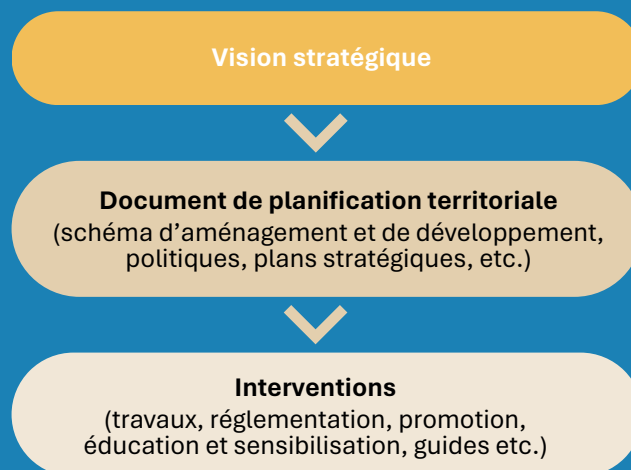 Vision stratégique
Document de planification territoriale
(schéma d'aménagement et de développement,
politiques, plans stratégiques, etc.)
Interventions
(travaux, réglementation, promotion,
éducation et sensibilisation, guides etc.)